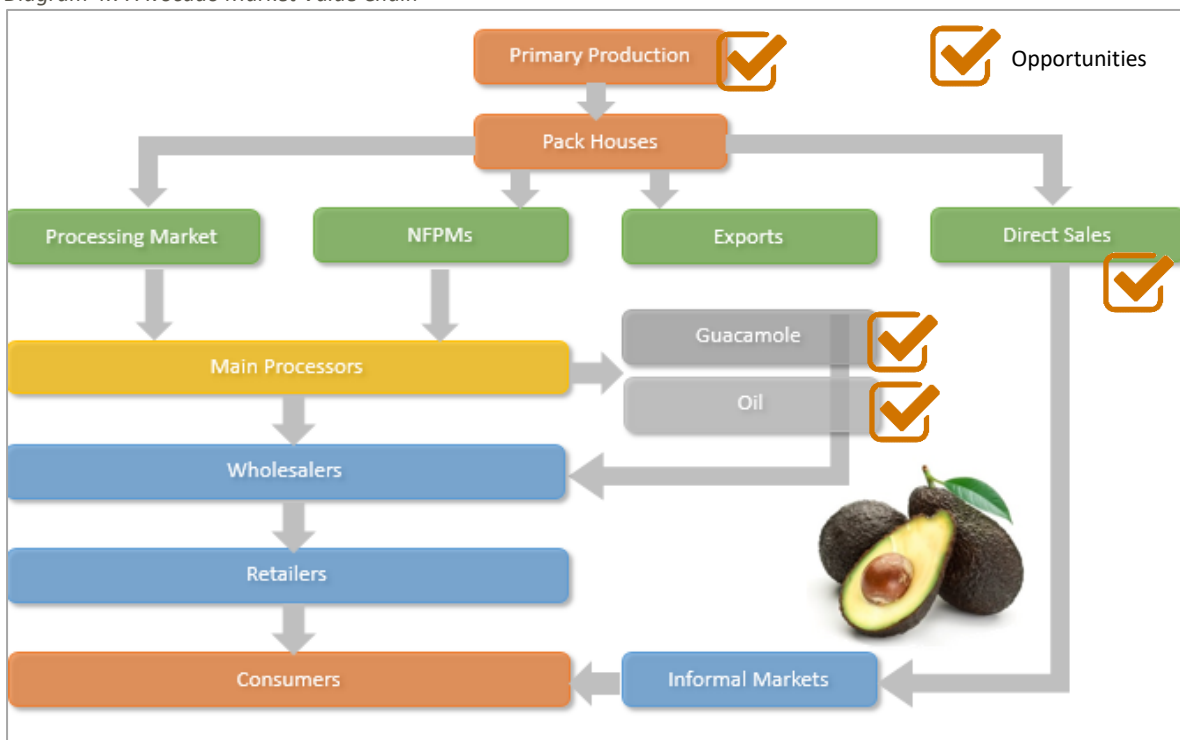 Primary Production
Opportunities
Pack Houses
Processing Market
NFPMs
Exports
Direct Sales
Guacamole
Main Processors
Oil
Wholesalers
Retailers
Consumers
Informal Markets